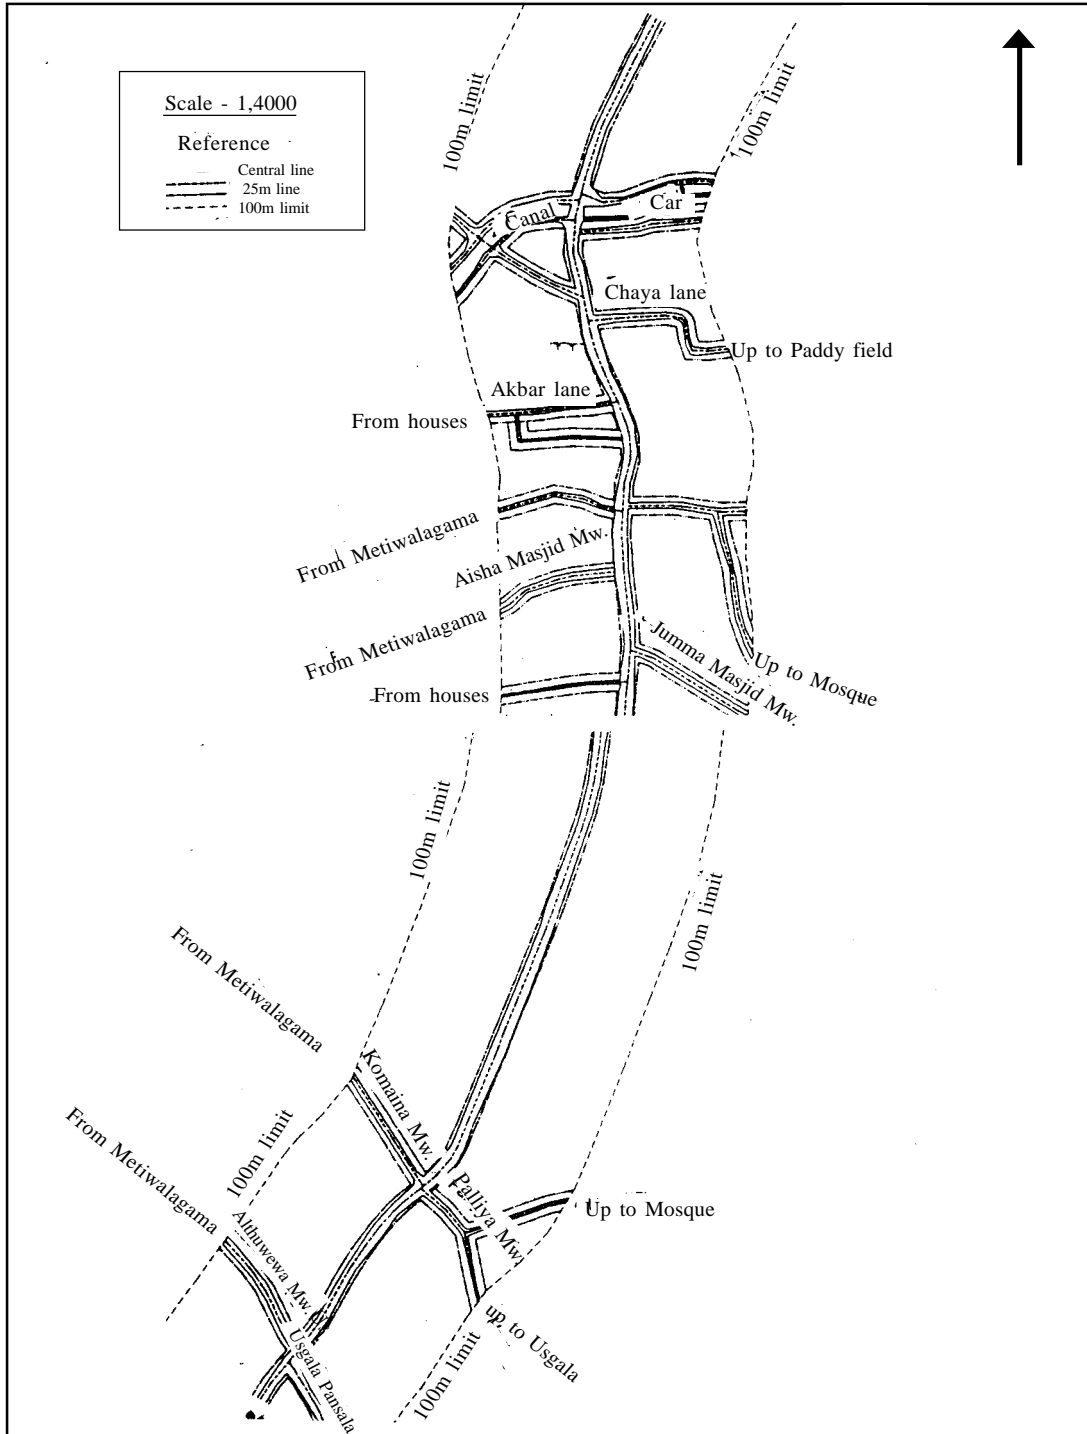 Scale - 1,4000
Reference
Central line
25m line
100m limit
100m limit
100m limit
Canal
Car
Chaya lane
Up to Paddy field
Akbar lane
From houses
From Metiwalagama
Aisha Masjid Mw.
From Metiwalagama
Jumma Masjid Mw.
Up to Mosque
From houses
100m limit
100m limit
From Metiwalagama
Komaina Mw.
100m limit
From Metiwalagama
Palliya Mw.
Up to Mosque
Althuwewa Mw.
up to Usgala
Usgala Pansala
100m limit